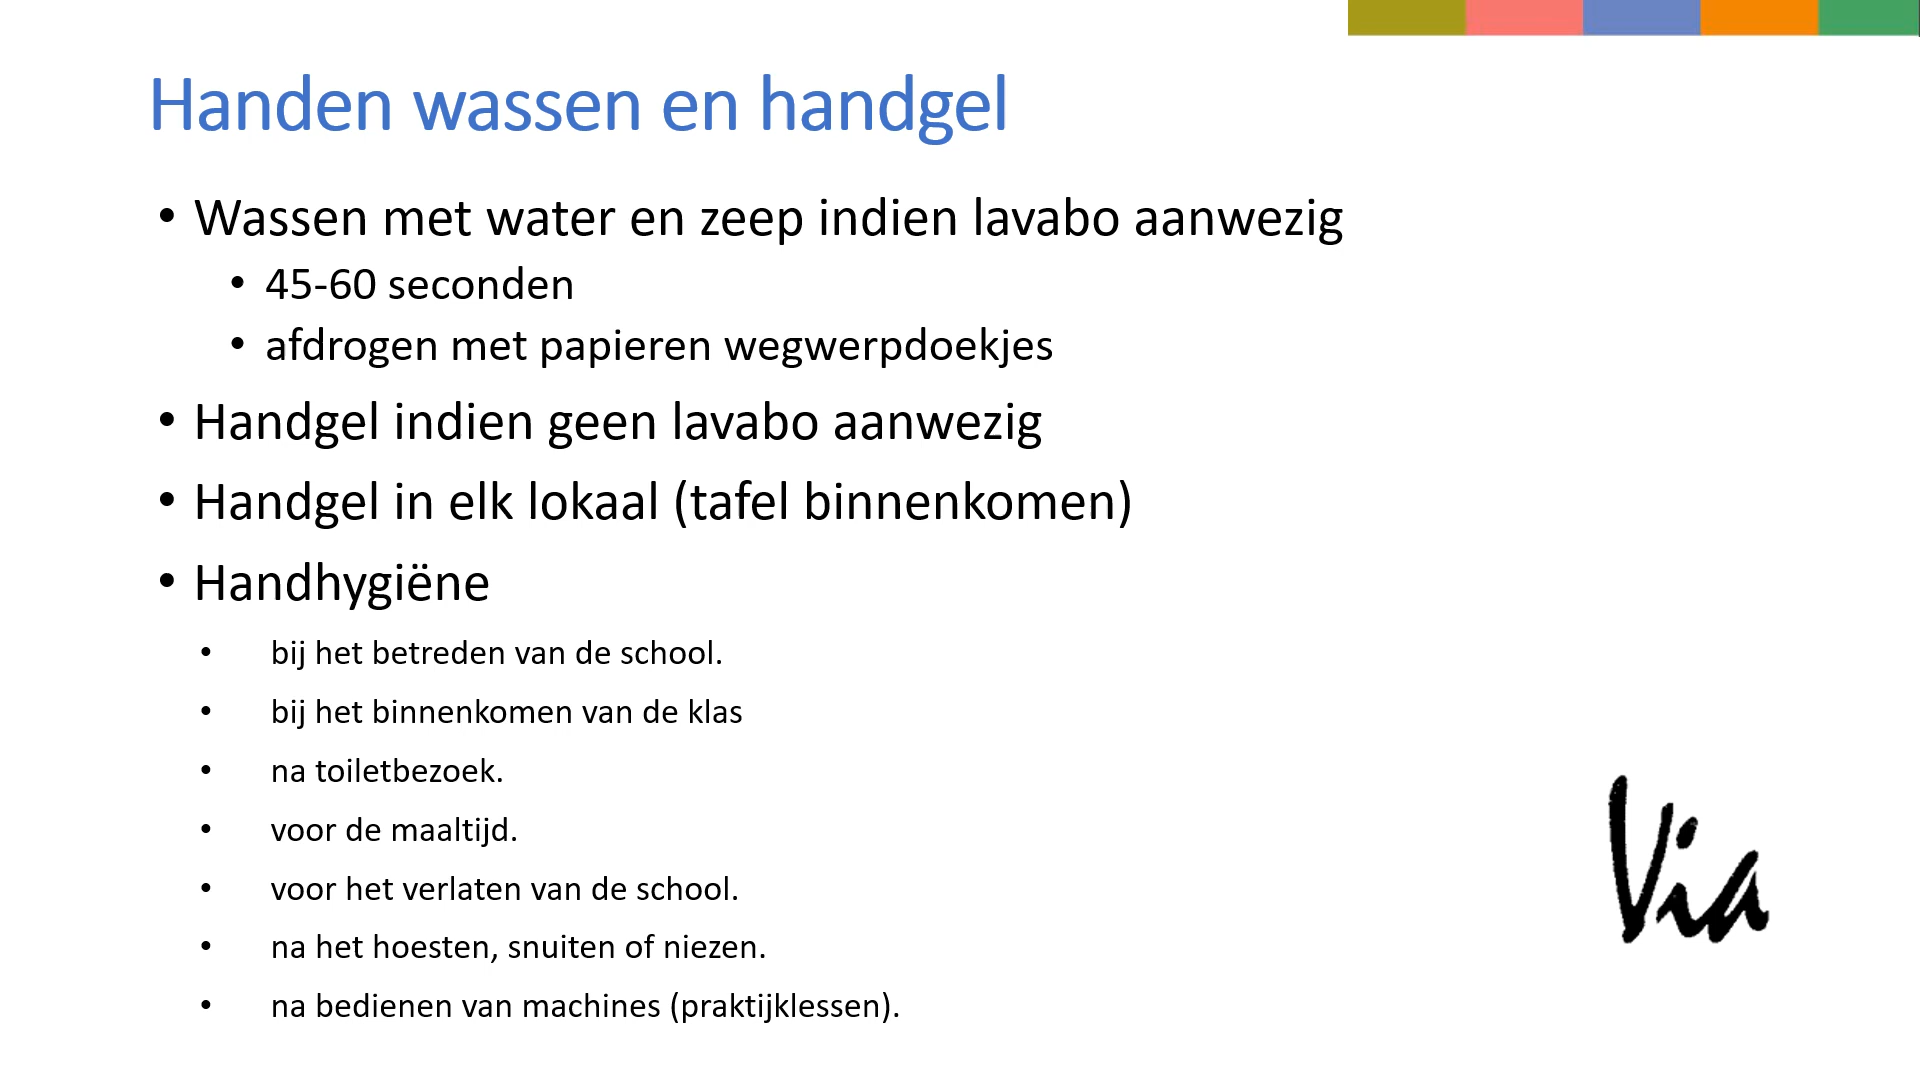 Handen wassen en handgel
• Wassen met water en zeep indien lavabo aanwezig
• 45-60 seconden
• afdrogen met papieren wegwerpdoekjes
• Handgel indien geen lavabo aanwezig
• Handgel in elk lokaal (tafel binnenkomen)
• Handhygiëne
• bij het betreden van de school.
• bij het binnenkomen van de klas
• na toiletbezoek.
• voor de maaltijd.
• voor het verlaten van de school.
• na het hoesten, snuiten of niezen.
• na bedienen van machines (praktijklessen).
Via